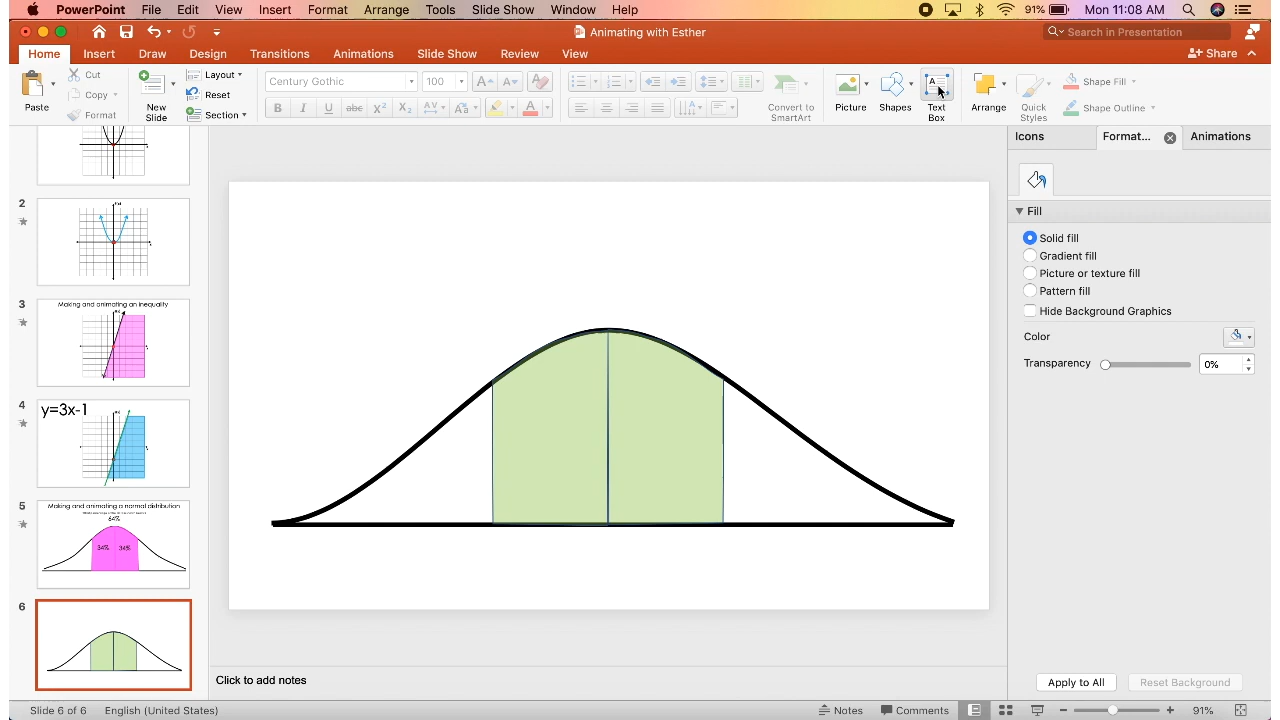 PowerPoint File Edit View Insert Format Arrange Tools Slide Show Window Help 91% Mon 11:08 AM
Animating with Esther
Search in Presentation
Home Insert Draw Design Transitions Animations Slide Show Review View
Share
Paste
Cut
Copy
Format
New
Slide
Layout
Reset
Section
Century Gothic 100
B I U abc X² X₂ AV Aa A
Convert to
SmartArt
Picture
Shapes
Text
Box
Arrange
Quick
Styles
Shape Fill
Shape Outline
Icons Format... Animations
Fill
Solid fill
Gradient fill
Picture or texture fill
Pattern fill
Hide Background Graphics
Color
Transparency 0%
Apply to All Reset Background
2
3
Making and animating an inequality
4
y=3x-1
5
Making and animating a normal distribution
64%
34% 34%
6
Click to add notes
Slide 6 of 6 English (United States) Notes Comments 91%